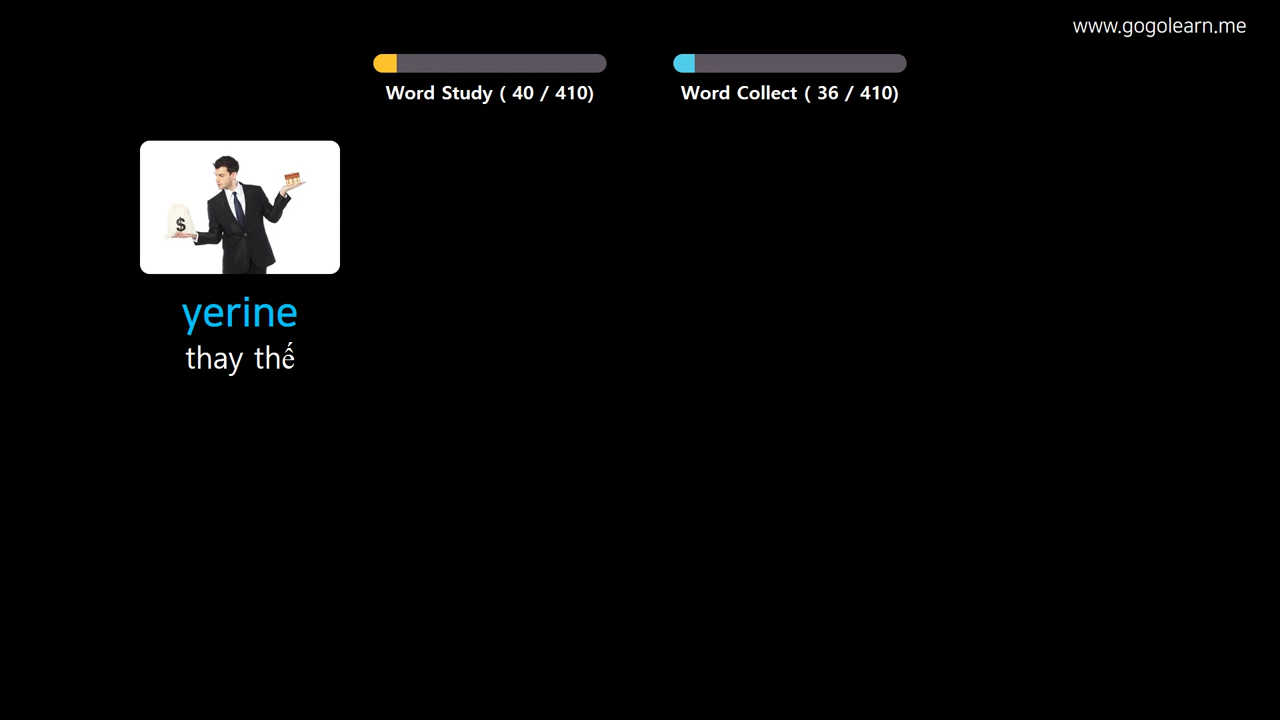 www.gogolearn.me
Word Study ( 40 / 410)
Word Collect ( 36 / 410)
$
yerine
thay thế